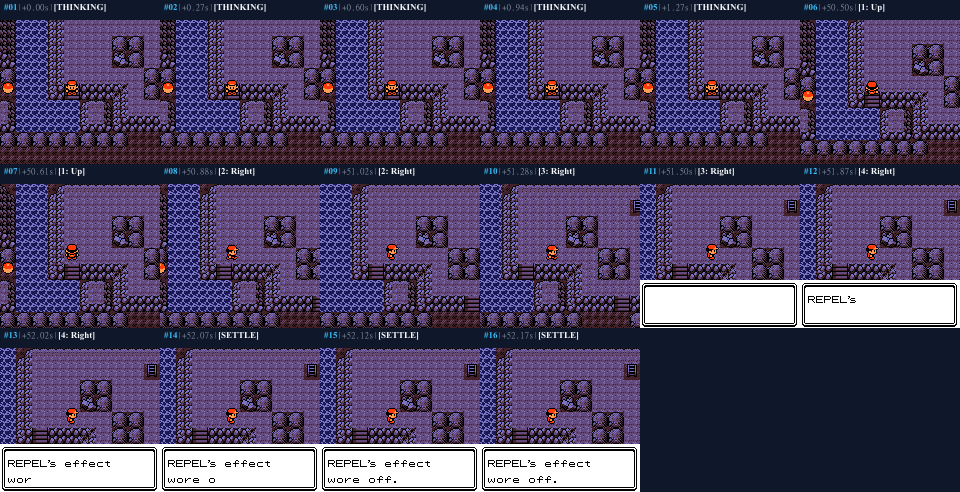 #01|+0.00s| [THINKING]
#02|+0.27s| [THINKING]
#03|+0.60s| [THINKING]
#04|+0.94s| [THINKING]
#05|+1.27s| [THINKING]
#06|+50.50s| [1: Up]
#07|+50.61s| [1: Up]
#08|+50.88s| [2: Right]
#09|+51.02s| [2: Right]
#10|+51.28s| [3: Right]
#11|+51.50s| [3: Right]
#12|+51.87s| [4: Right]
REPEL's
#13|+52.02s| [4: Right]
#14|+52.07s| [SETTLE]
#15|+52.12s| [SETTLE]
#16|+52.17s| [SETTLE]
REPEL's effect
wor
REPEL's effect
wore o
REPEL's effect
wore off.
REPEL's effect
wore off.